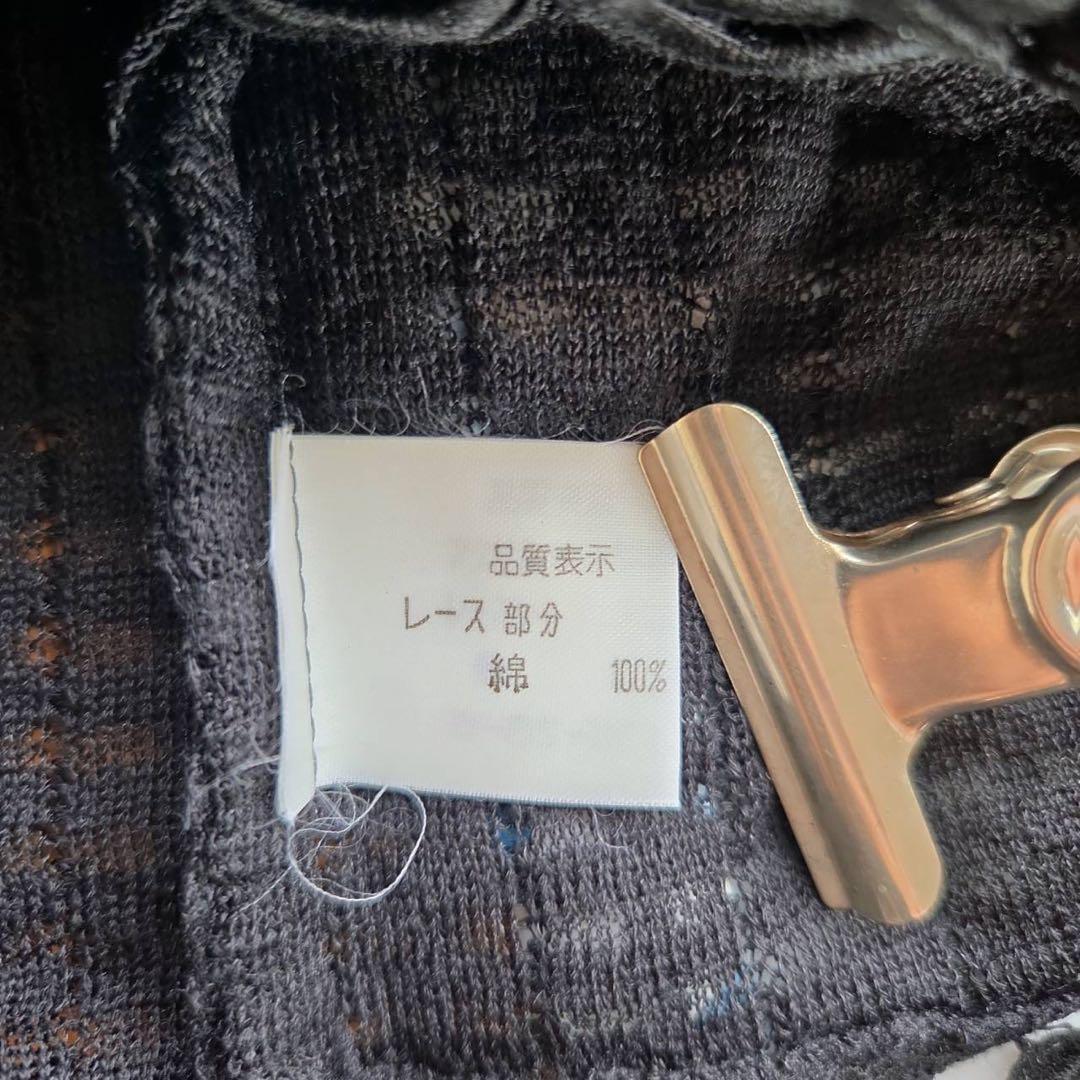 品質表示
レース部分
綿 100%